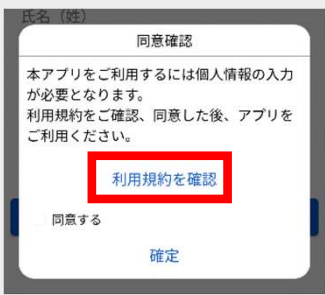 氏名（姓）
同意確認
本アプリをご利用するには個人情報の入力
が必要となります。
利用規約をご確認、同意した後、アプリを
ご利用ください。
利用規約を確認
同意する
確定